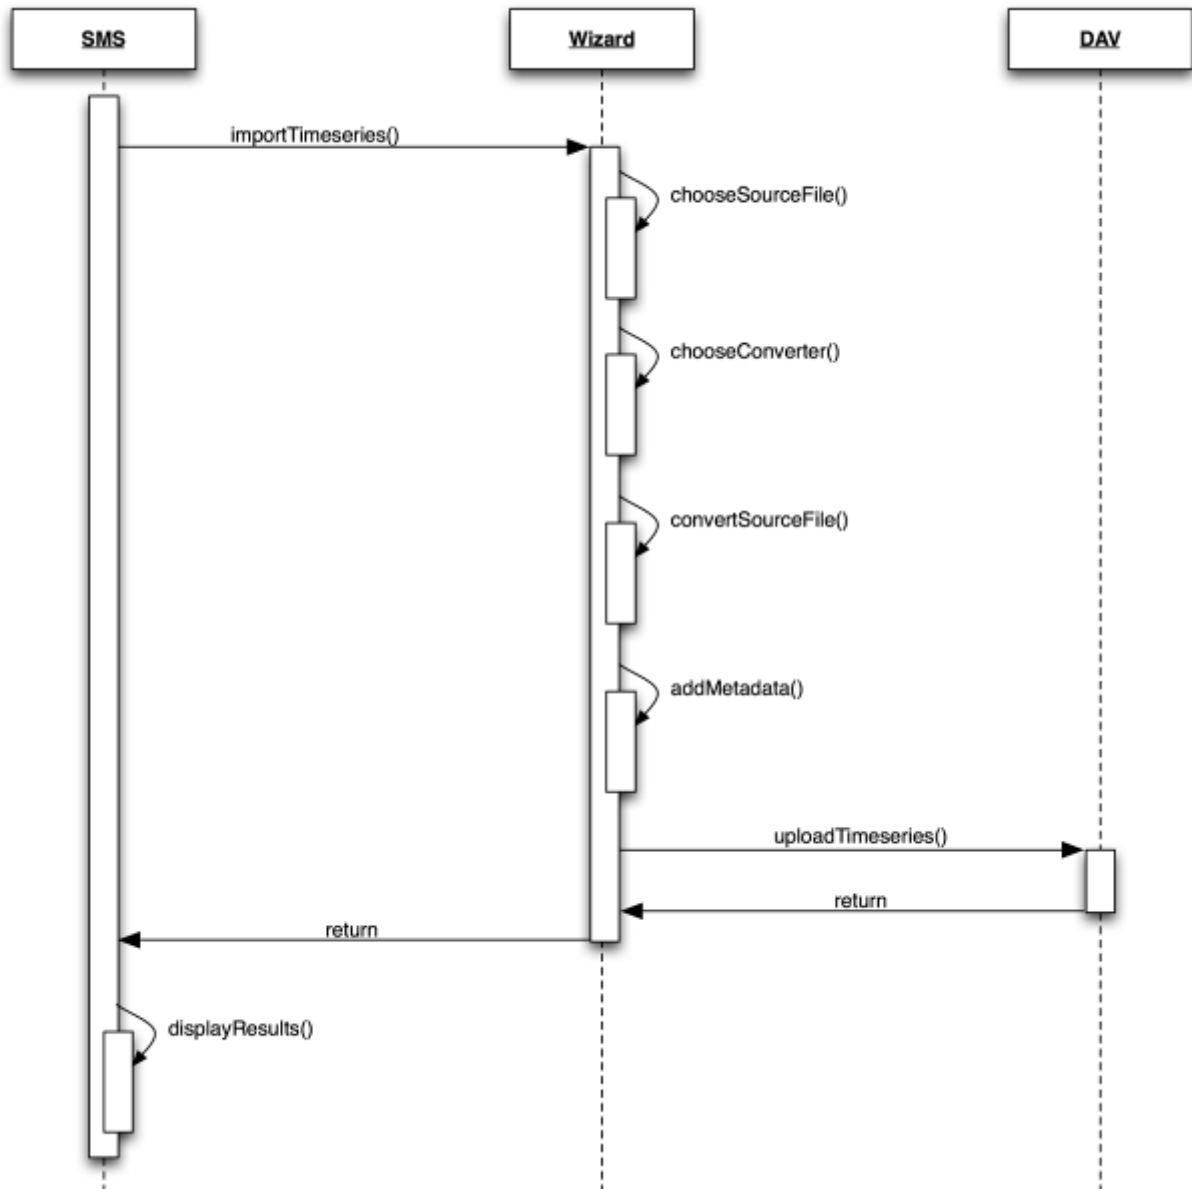 SMS
Wizard
DAV
importTimeseries()
chooseSourceFile()
chooseConverter()
convertSourceFile()
addMetadata()
uploadTimeseries()
return
return
displayResults()